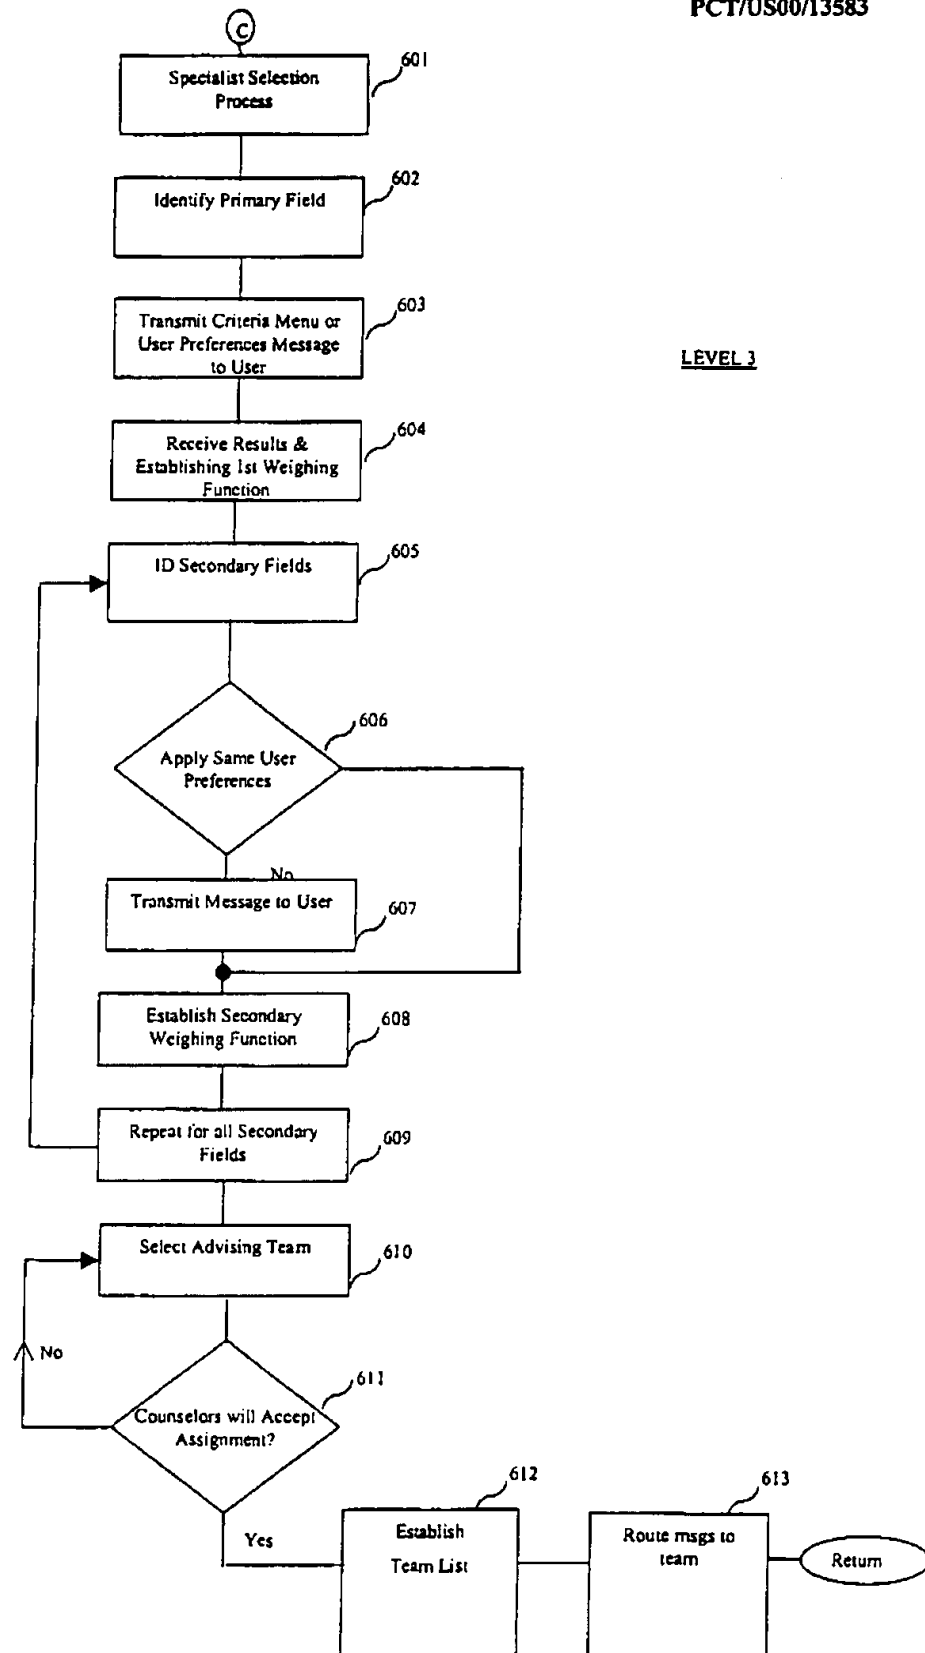 PCT/US00/13583
C
601
Specialist Selection
Process
602
Identify Primary Field
603
Transmit Criteria Menu or
User Preferences Message
to User
LEVEL 3
604
Receive Results &
Establishing 1st Weighing
Function
605
ID Secondary Fields
606
Apply Same User
Preferences
No
Transmit Message to User
607
Establish Secondary
Weighing Function
608
Repeat for all Secondary
Fields
609
Select Advising Team
610
No
611
Counselors will Accept
Assignment?
Yes
612
Establish
Team List
613
Route msgs to
team
Return